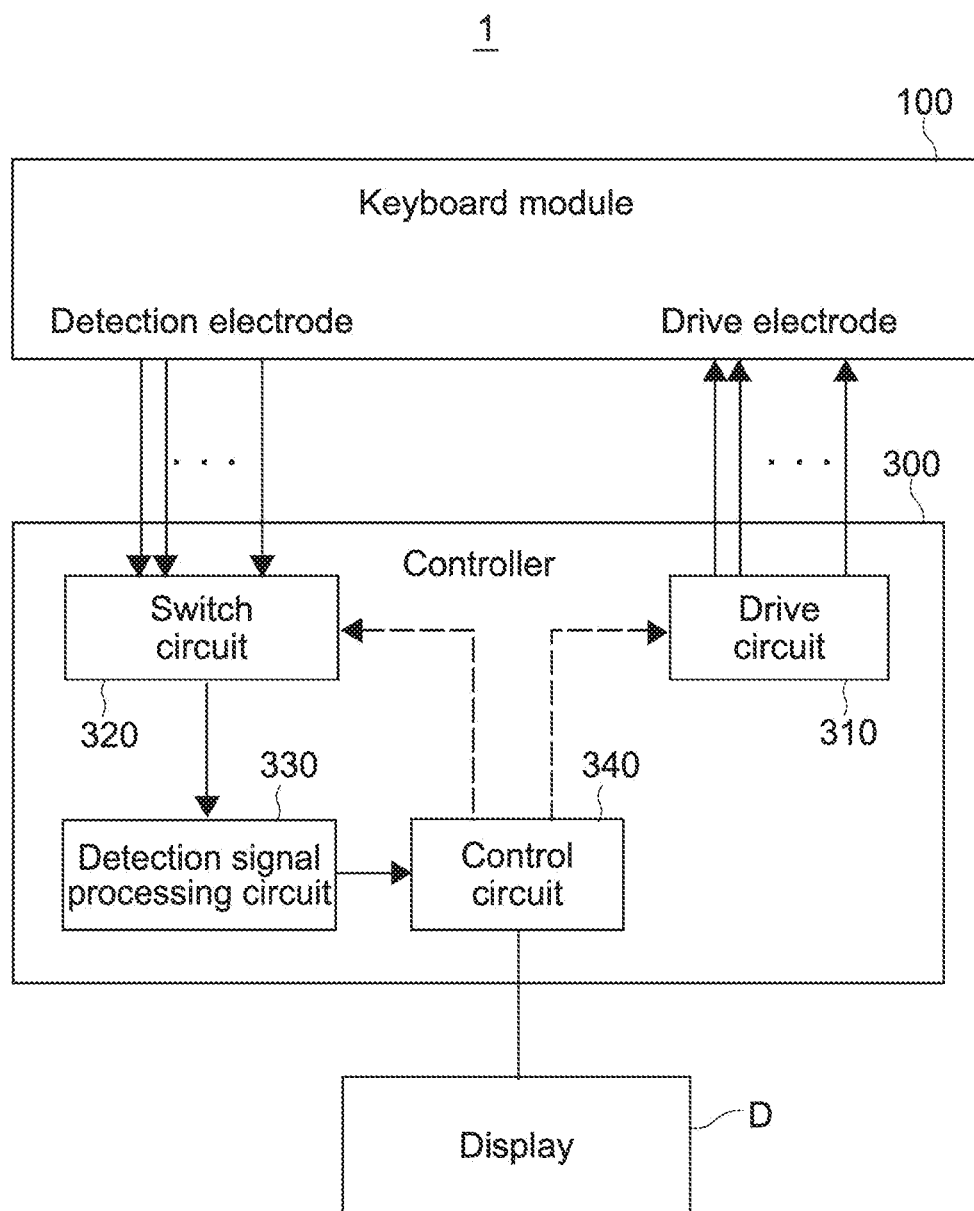 1
100
Keyboard module
Detection electrode
Drive electrode
. . .
. . .
300
Controller
Switch
circuit
Drive
circuit
320
310
330
340
Detection signal
processing circuit
Control
circuit
Display
D